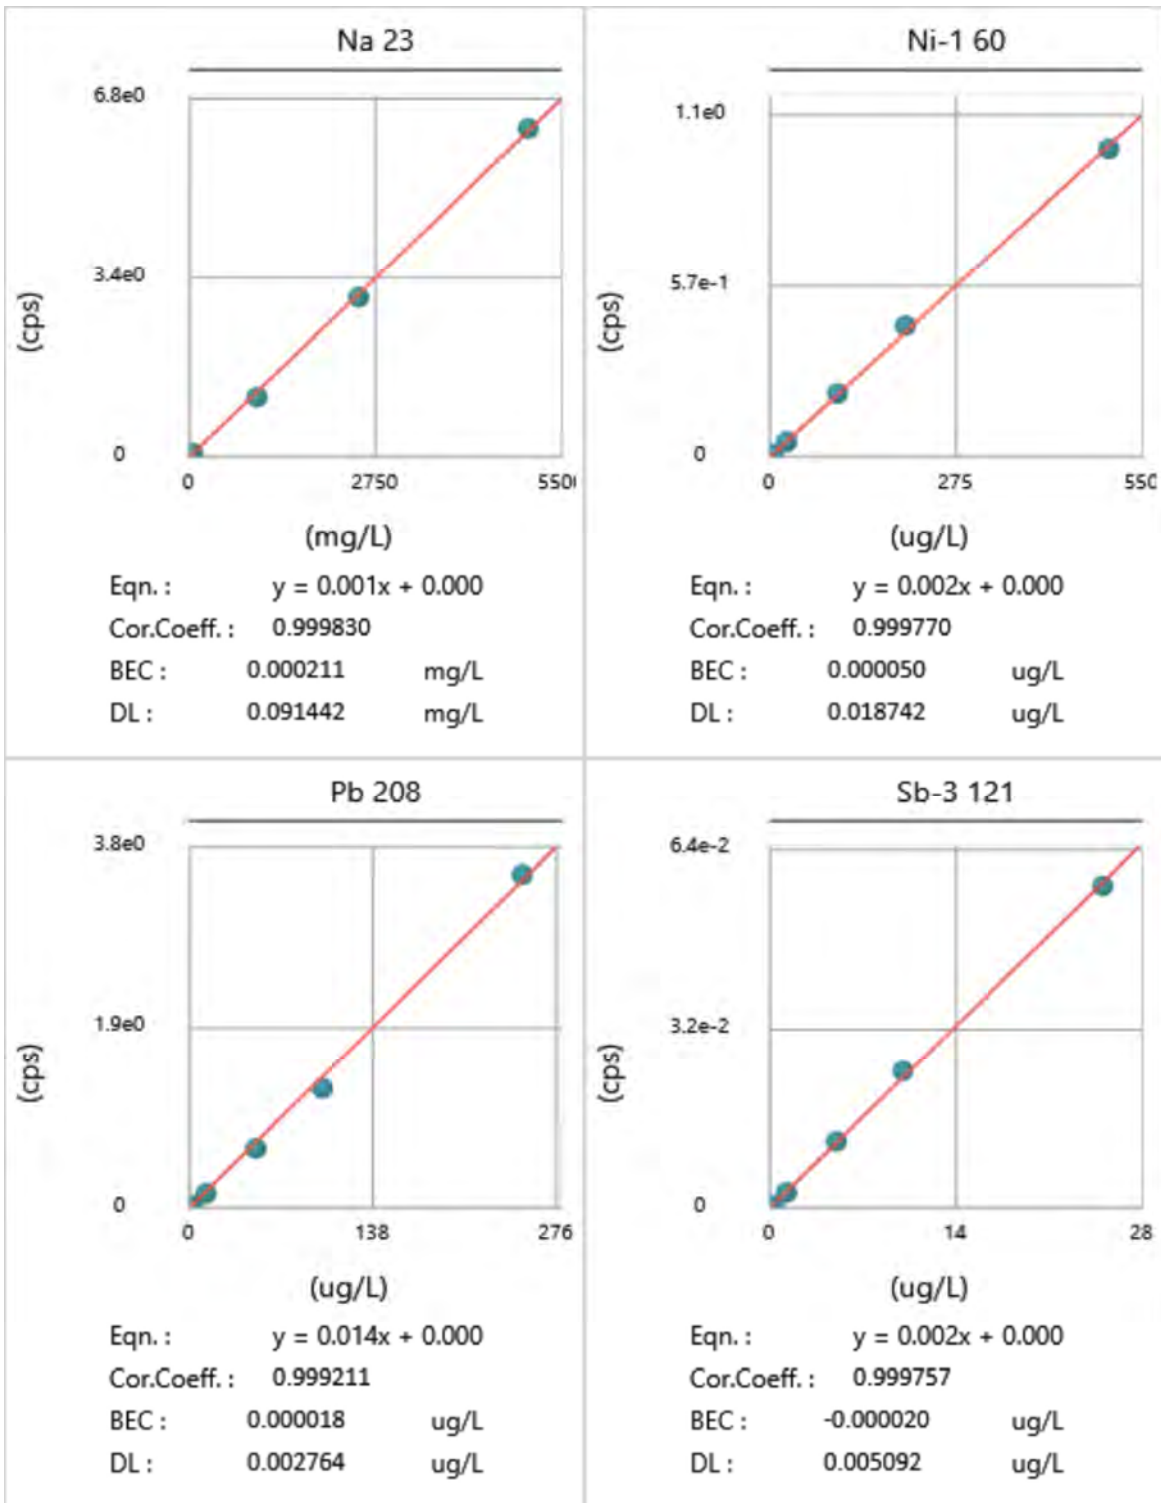 Na 23
6.8e0
3.4e0
0
0 2750 550
(cps)
(mg/L)
Eqn. : y = 0.001x + 0.000
Cor.Coeff. : 0.999830
BEC : 0.000211 mg/L
DL : 0.091442 mg/L
Ni-1 60
1.1e0
5.7e-1
0
0 275 550
(cps)
(ug/L)
Eqn. : y = 0.002x + 0.000
Cor.Coeff. : 0.999770
BEC : 0.000050 ug/L
DL : 0.018742 ug/L
Pb 208
3.8e0
1.9e0
0
0 138 276
(cps)
(ug/L)
Eqn. : y = 0.014x + 0.000
Cor.Coeff. : 0.999211
BEC : 0.000018 ug/L
DL : 0.002764 ug/L
Sb-3 121
6.4e-2
3.2e-2
0
0 14 28
(cps)
(ug/L)
Eqn. : y = 0.002x + 0.000
Cor.Coeff. : 0.999757
BEC : -0.000020 ug/L
DL : 0.005092 ug/L